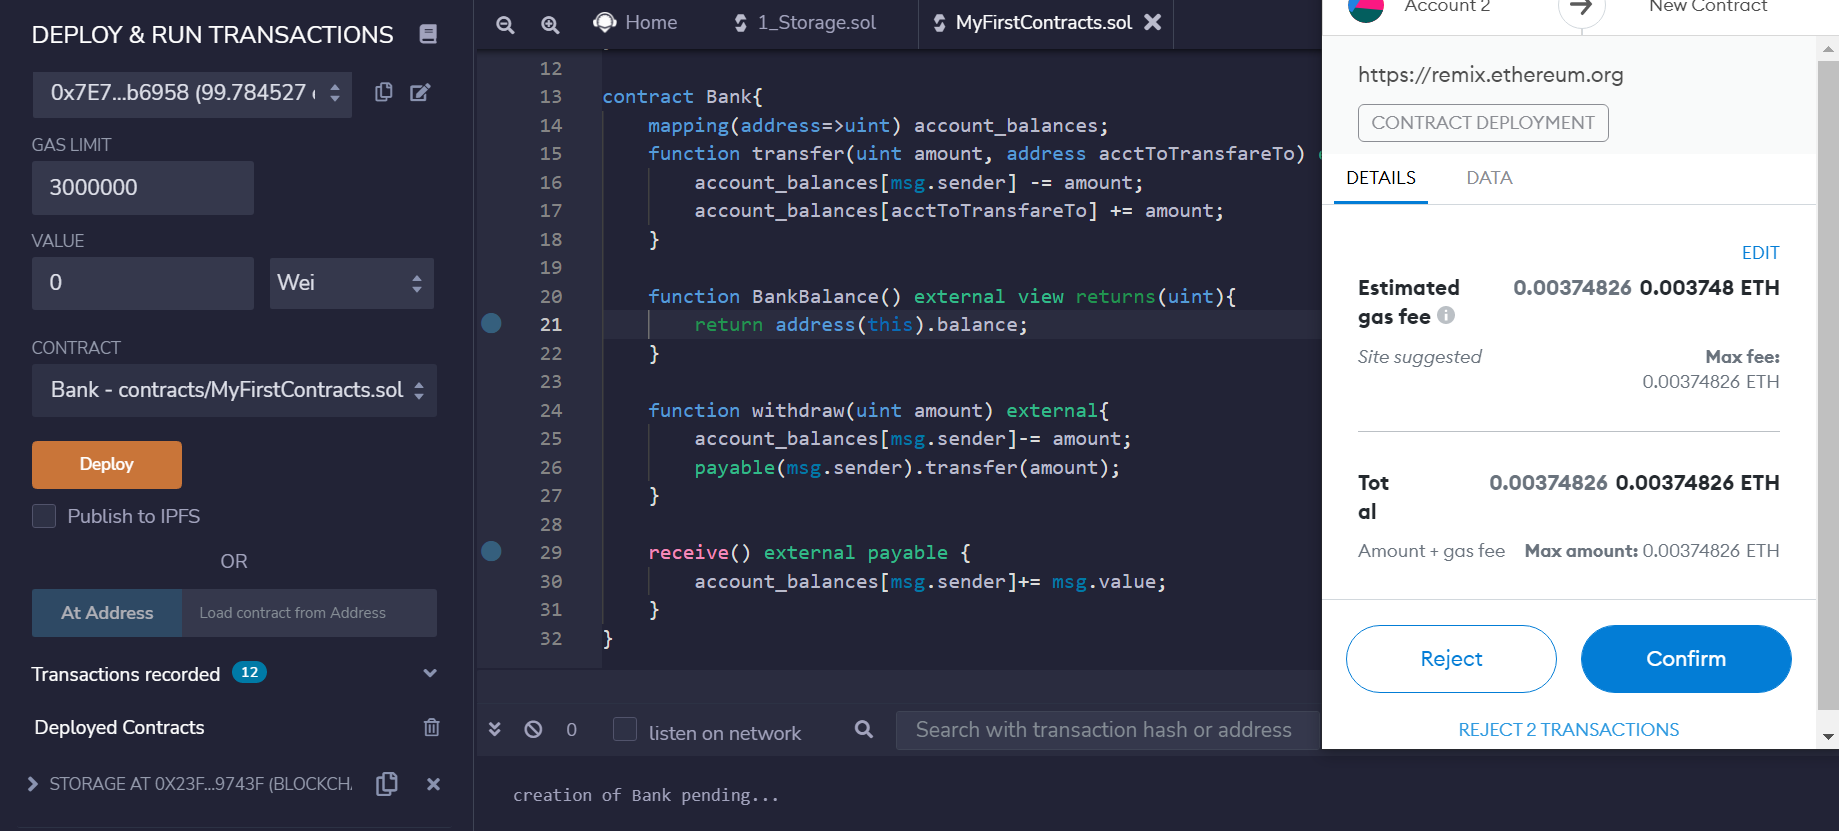 DEPLOY & RUN TRANSACTIONS
0x7E7...b6958 (99.784527
GAS LIMIT
3000000
VALUE
0
Wei
CONTRACT
Bank - contracts/MyFirstContracts.sol
Deploy
Publish to IPFS
OR
At Address
Load contract from Address
Transactions recorded 12
Deployed Contracts
STORAGE AT 0X23F...9743F (BLOCKCH
Home
1_Storage.sol
MyFirstContracts.sol
12
13 contract Bank{
14 mapping(address=>uint) account_balances;
15 function transfer(uint amount, address acctToTransfareTo)
16 account_balances[msg.sender] -= amount;
17 account_balances[acctToTransfareTo] += amount;
18 }
19
20 function BankBalance() external view returns(uint){
21 return address(this).balance;
22 }
23
24 function withdraw(uint amount) external{
25 account_balances[msg.sender]-= amount;
26 payable(msg.sender).transfer(amount);
27 }
28
29 receive() external payable {
30 account_balances[msg.sender]+= msg.value;
31 }
32 }
0
listen on network
Search with transaction hash or address
creation of Bank pending...
Account 2
New Contract
https://remix.ethereum.org
CONTRACT DEPLOYMENT
DETAILS
DATA
EDIT
Estimated
gas fee
0.00374826 0.003748 ETH
Site suggested
Max fee:
0.00374826 ETH
Tot
al
0.00374826 0.00374826 ETH
Amount + gas fee
Max amount: 0.00374826 ETH
Reject
Confirm
REJECT 2 TRANSACTIONS